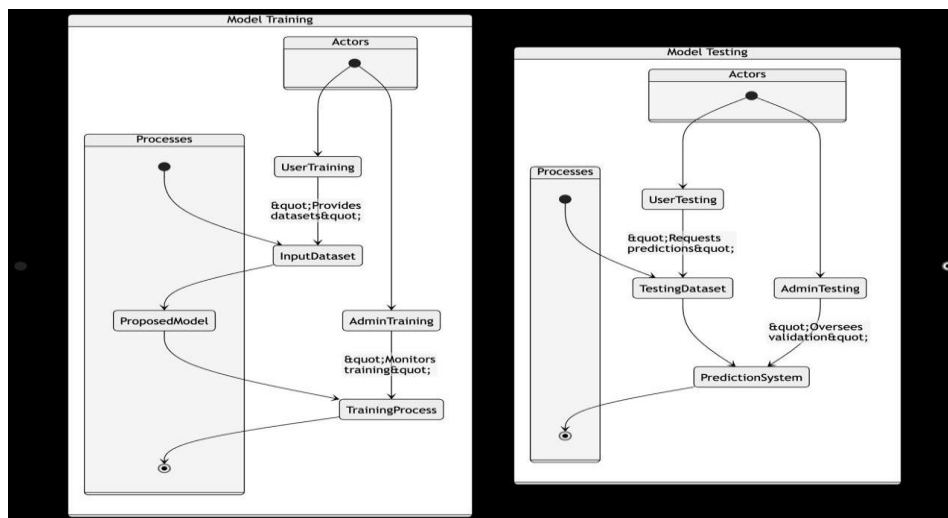 Model Training
Actors
Processes
UserTraining
&quot;Provides
datasets&quot;
InputDataset
ProposedModel
AdminTraining
&quot;Monitors
training&quot;
TrainingProcess
Model Testing
Actors
Processes
UserTesting
&quot;Requests
predictions&quot;
TestingDataset
AdminTesting
&quot;Oversees
validation&quot;
PredictionSystem